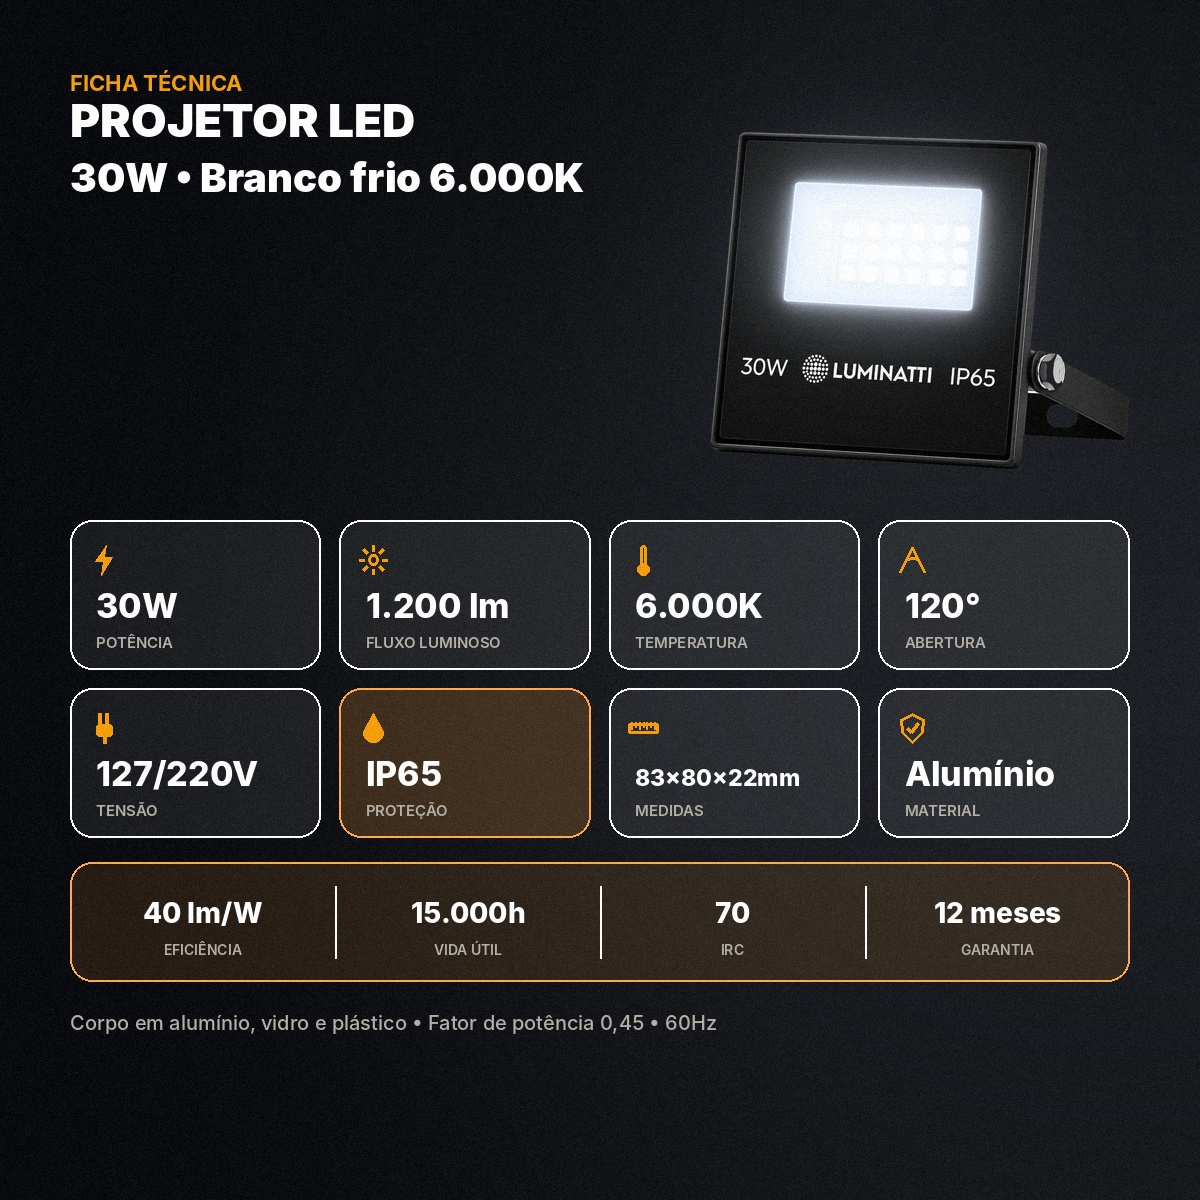 FICHA TÉCNICA
PROJETOR LED
30W • Branco frio 6.000K
30W LUMINATTI IP65
30W
POTÊNCIA
1.200 lm
FLUXO LUMINOSO
6.000K
TEMPERATURA
120°
ABERTURA
127/220V
TENSÃO
IP65
PROTEÇÃO
83×80×22mm
MEDIDAS
Alumínio
MATERIAL
40 lm/W
EFICIÊNCIA
15.000h
VIDA ÚTIL
70
IRC
12 meses
GARANTIA
Corpo em alumínio, vidro e plástico • Fator de potência 0,45 • 60Hz